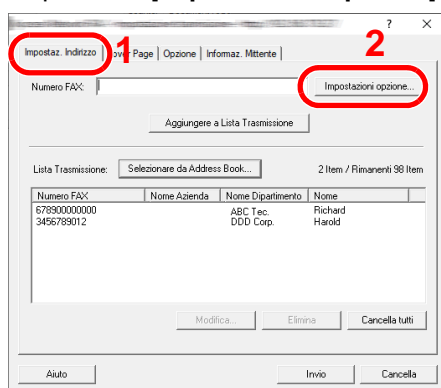 ? ×
1 2
Impostaz. Indirizzo over Page Opzione Informaz. Mittente
Numero FAX: Impostazioni opzione...
Aggiungere a Lista Trasmissione
Lista Trasmissione: Selezionare da Address Book... 2 Item / Rimanenti 98 Item
Numero FAX Nome Azienda Nome Dipartimento Nome
678900000000 ABC Tec. Richard
3456789012 DDD Corp. Harold
Modifica... Elimina Cancella tutti
Aiuto Invio Cancella